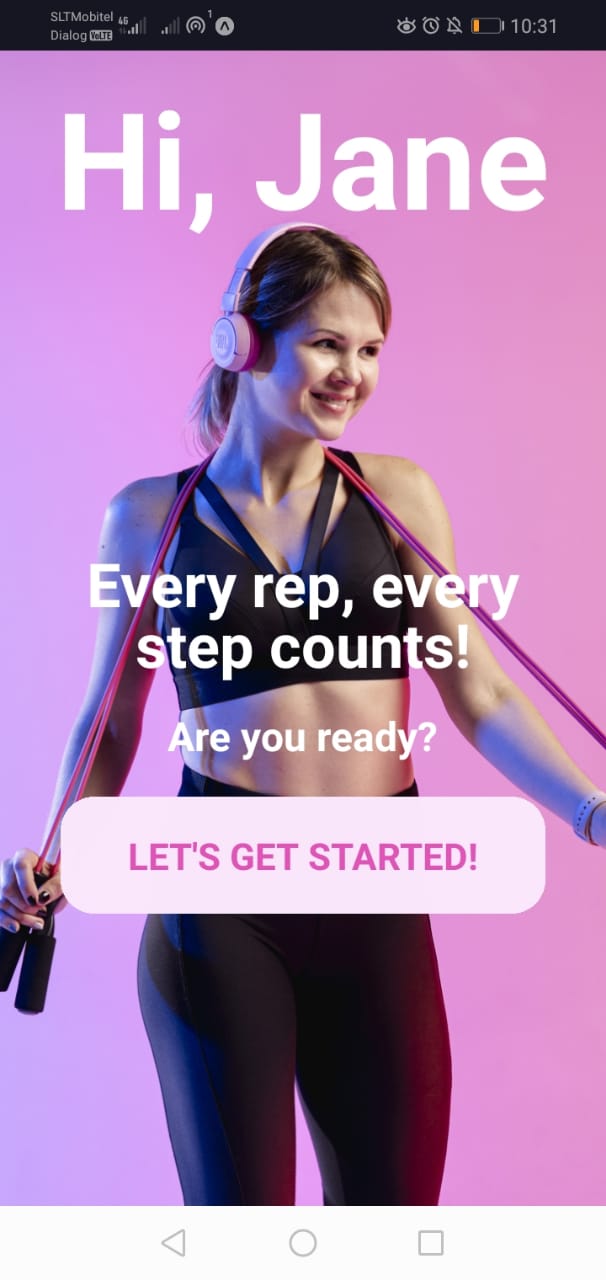 SLTMobitel 4G 1 10:31
Dialog VoLTE
Hi, Jane
JBL
Every rep, every
step counts!
Are you ready?
LET'S GET STARTED!